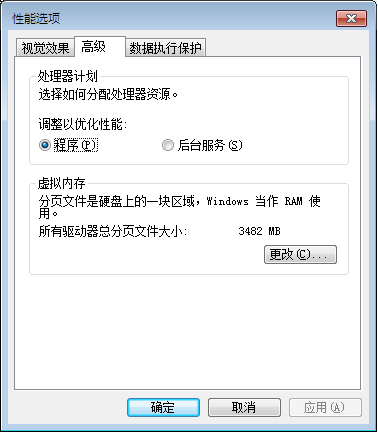 性能选项
视觉效果 高级 数据执行保护
处理器计划
选择如何分配处理器资源。
调整以优化性能:
程序(P) 后台服务(S)
虚拟内存
分页文件是硬盘上的一块区域，Windows 当作 RAM 使
用。
所有驱动器总分页文件大小: 3482 MB
更改(C)...
确定 取消 应用(A)